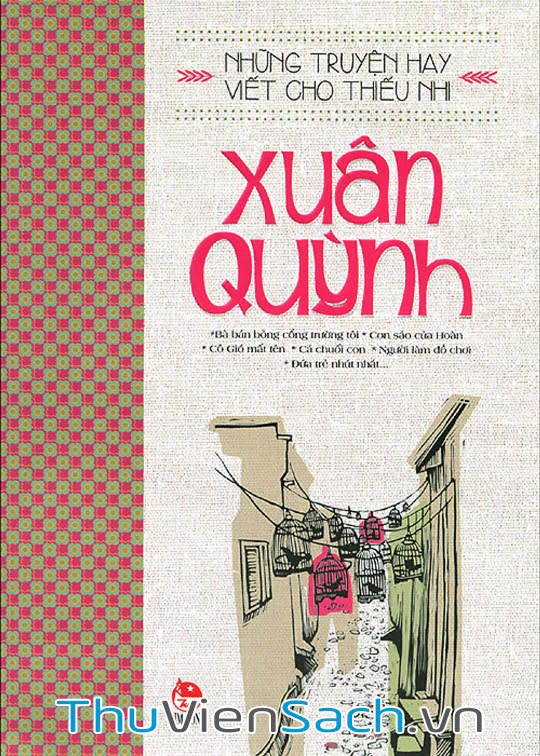 NHỮNG TRUYỆN HAY
VIẾT CHO THIẾU NHI
XUÂN
QUỲNH
*Bà bán bỏng cổng trường tôi * Con sáo của Hoàn
* Cô Gió mất tên * Cá chuối con * Người làm đồ chơi
* Đứa trẻ nhút nhát...
ThuVienSach.vn